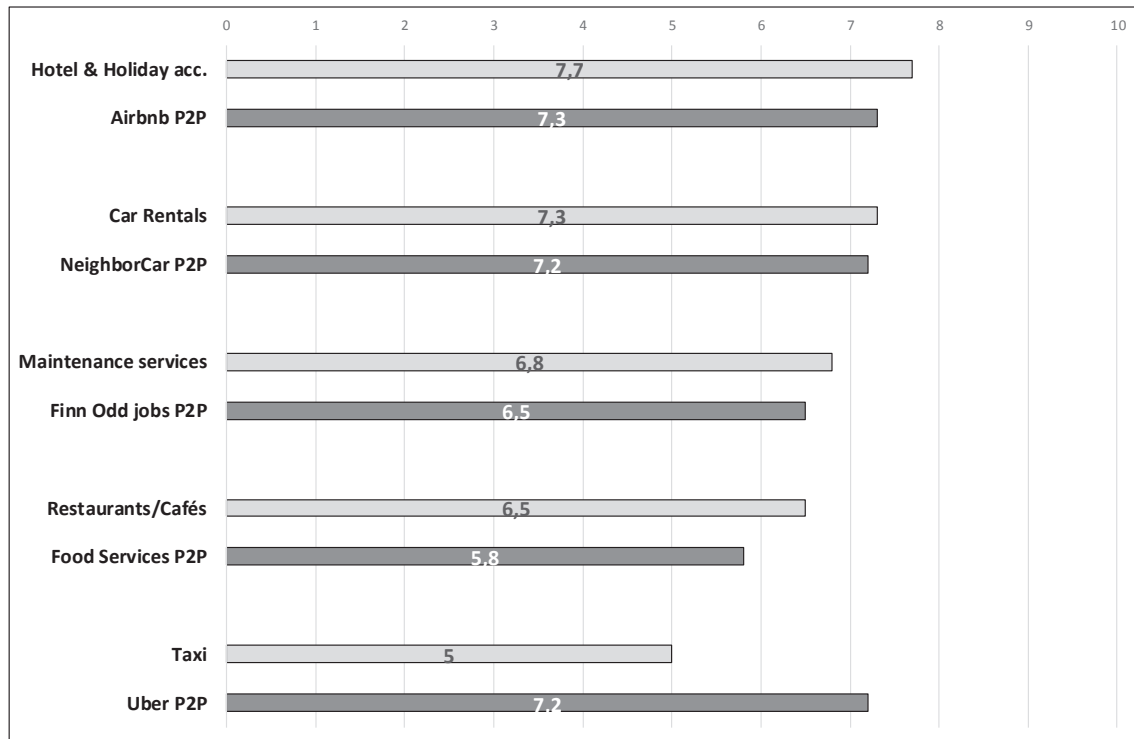 0 1 2 3 4 5 6 7 8 9 10
Hotel & Holiday acc. 7,7
Airbnb P2P 7,3
Car Rentals 7,3
NeighborCar P2P 7,2
Maintenance services 6,8
Finn Odd jobs P2P 6,5
Restaurants/Cafés 6,5
Food Services P2P 5,8
Taxi 5
Uber P2P 7,2